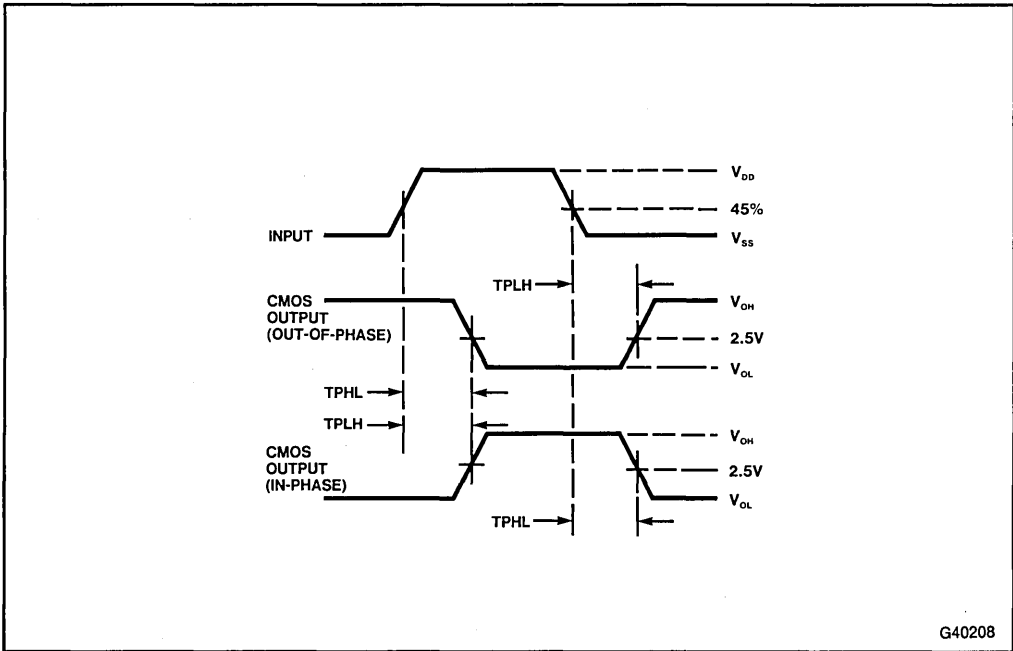 V_DD
45%
INPUT
V_SS
TPLH
CMOS
OUTPUT
(OUT-OF-PHASE)
V_OH
2.5V
V_OL
TPHL
TPLH
V_OH
CMOS
OUTPUT
(IN-PHASE)
2.5V
V_OL
TPHL
G40208